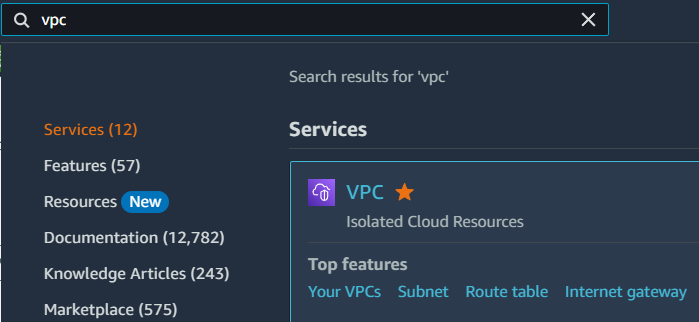 vpc
Search results for 'vpc'
Services (12)
Features (57)
Resources New
Documentation (12,782)
Knowledge Articles (243)
Marketplace (575)
Services
VPC
Isolated Cloud Resources
Top features
Your VPCs Subnet Route table Internet gateway